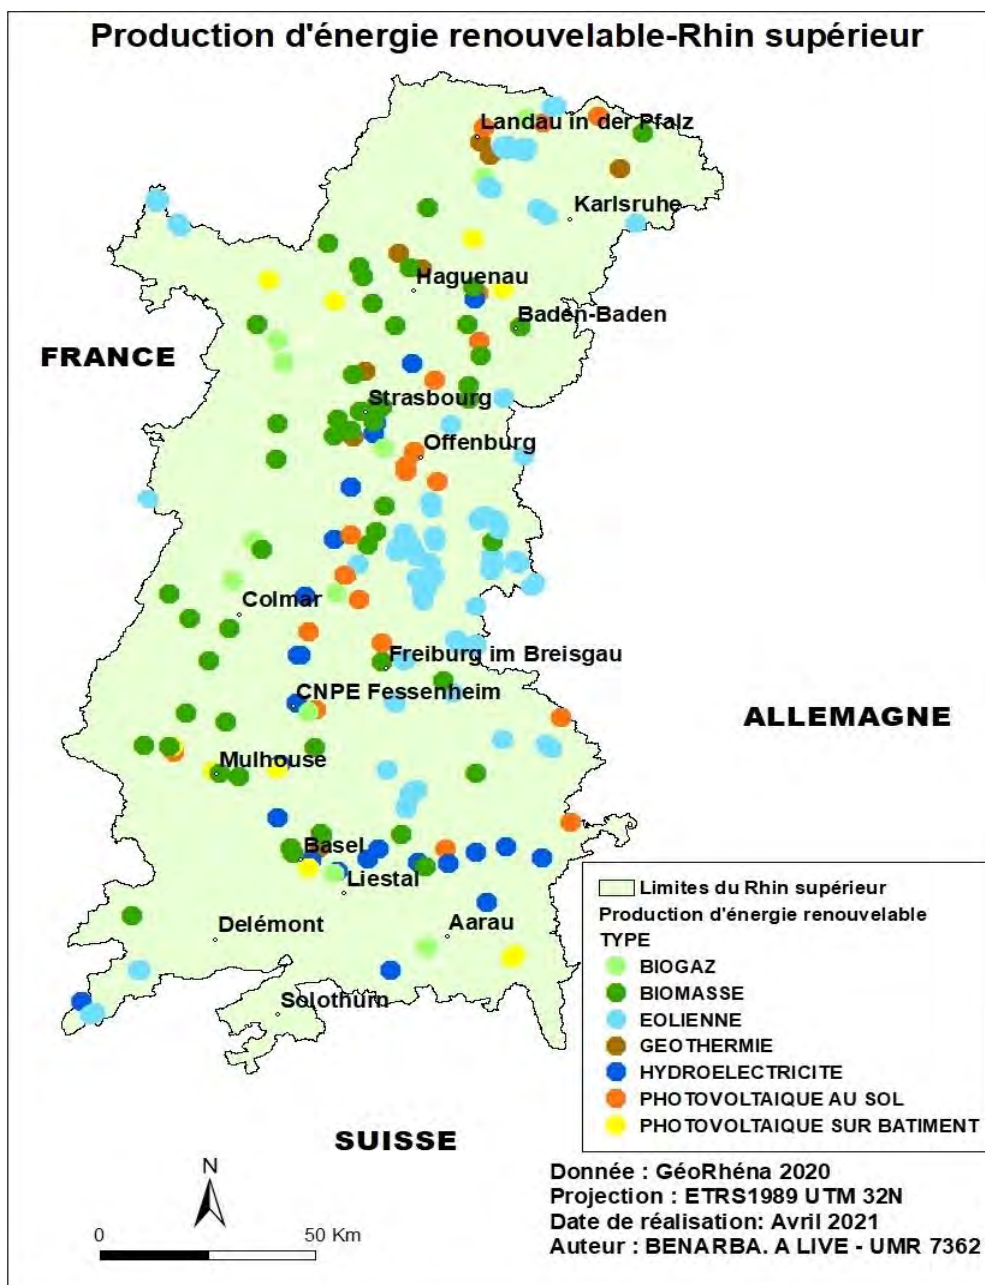 Production d'énergie renouvelable-Rhin supérieur
Landau in der Pfalz
Karlsruhe
Haguenau
Baden-Baden
FRANCE
Strasbourg
Offenburg
Colmar
Freiburg im Breisgau
CNPE Fessenheim
ALLEMAGNE
Mulhouse
Basel
Liestal
Delémont
Aarau
Solothurn
SUISSE
Limites du Rhin supérieur
Production d'énergie renouvelable
TYPE
BIOGAZ
BIOMASSE
EOLIENNE
GEOTHERMIE
HYDROELECTRICITE
PHOTOVOLTAIQUE AU SOL
PHOTOVOLTAIQUE SUR BATIMENT
N
0 50 Km
Donnée : GéoRhéna 2020
Projection : ETRS1989 UTM 32N
Date de réalisation: Avril 2021
Auteur : BENARBA. A LIVE - UMR 7362